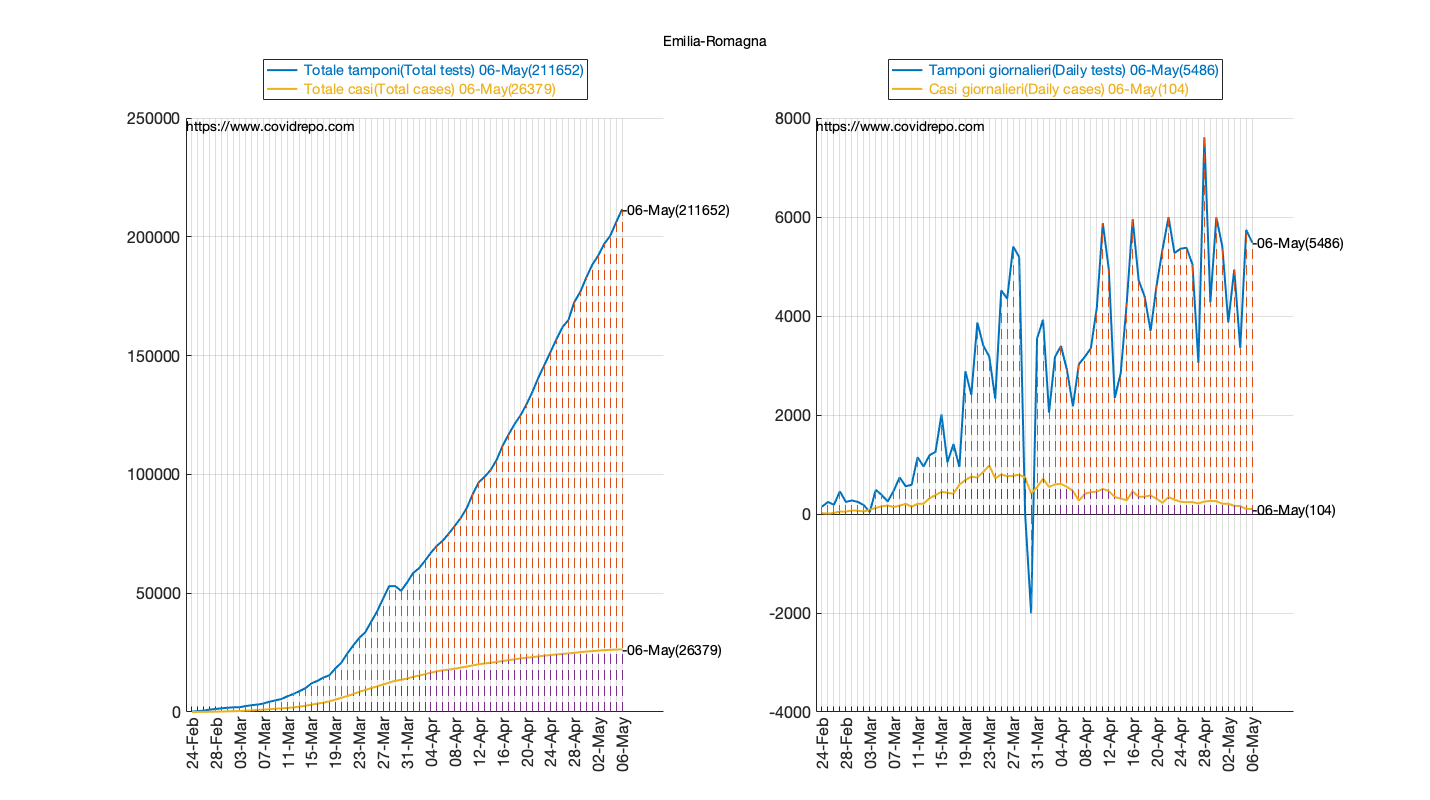 Emilia-Romagna
Totale tamponi(Total tests) 06-May(211652)
Totale casi(Total cases) 06-May(26379)
250000
200000
150000
100000
50000
0
https://www.covidrepo.com
-06-May(211652)
-06-May(26379)
24-Feb
28-Feb
03-Mar
07-Mar
11-Mar
15-Mar
19-Mar
23-Mar
27-Mar
31-Mar
04-Apr
08-Apr
12-Apr
16-Apr
20-Apr
24-Apr
28-Apr
02-May
06-May
Tamponi giornalieri(Daily tests) 06-May(5486)
Casi giornalieri(Daily cases) 06-May(104)
8000
6000
4000
2000
0
-2000
-4000
https://www.covidrepo.com
-06-May(5486)
-06-May(104)
24-Feb
28-Feb
03-Mar
07-Mar
11-Mar
15-Mar
19-Mar
23-Mar
27-Mar
31-Mar
04-Apr
08-Apr
12-Apr
16-Apr
20-Apr
24-Apr
28-Apr
02-May
06-May